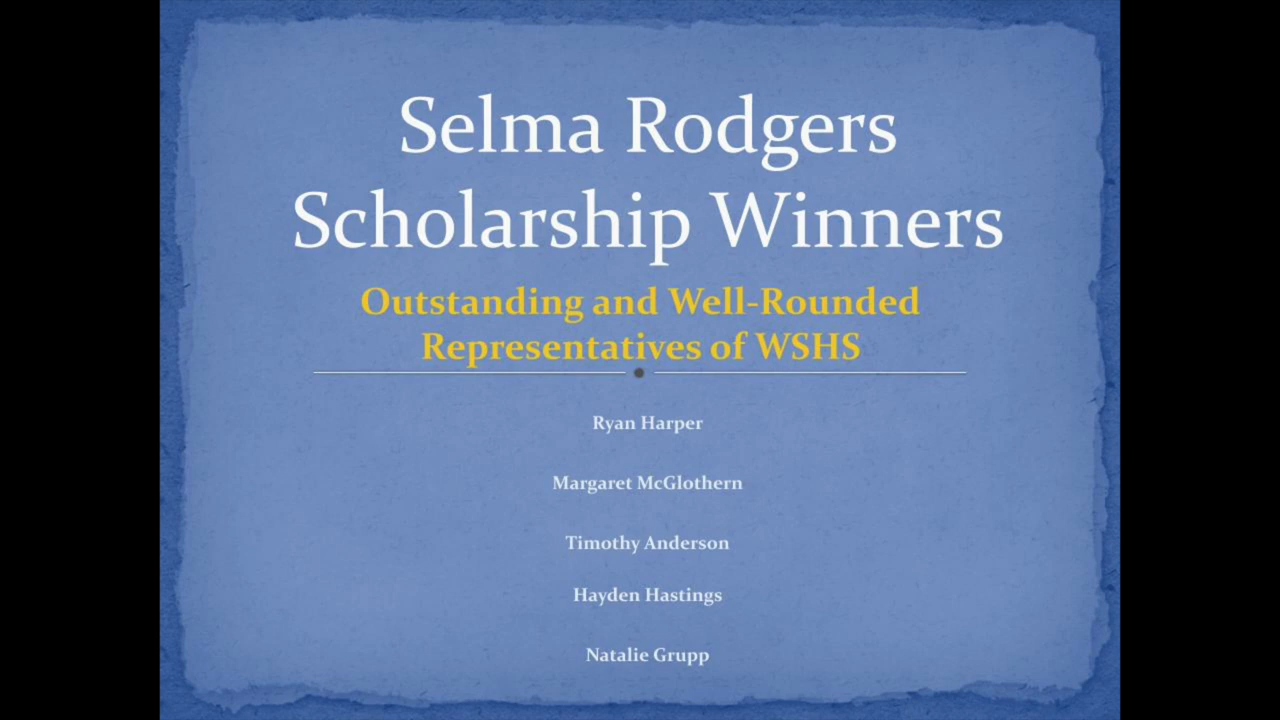 Selma Rodgers
Scholarship Winners
Outstanding and Well-Rounded
Representatives of WSHS
Ryan Harper
Margaret McGlothern
Timothy Anderson
Hayden Hastings
Natalie Grupp